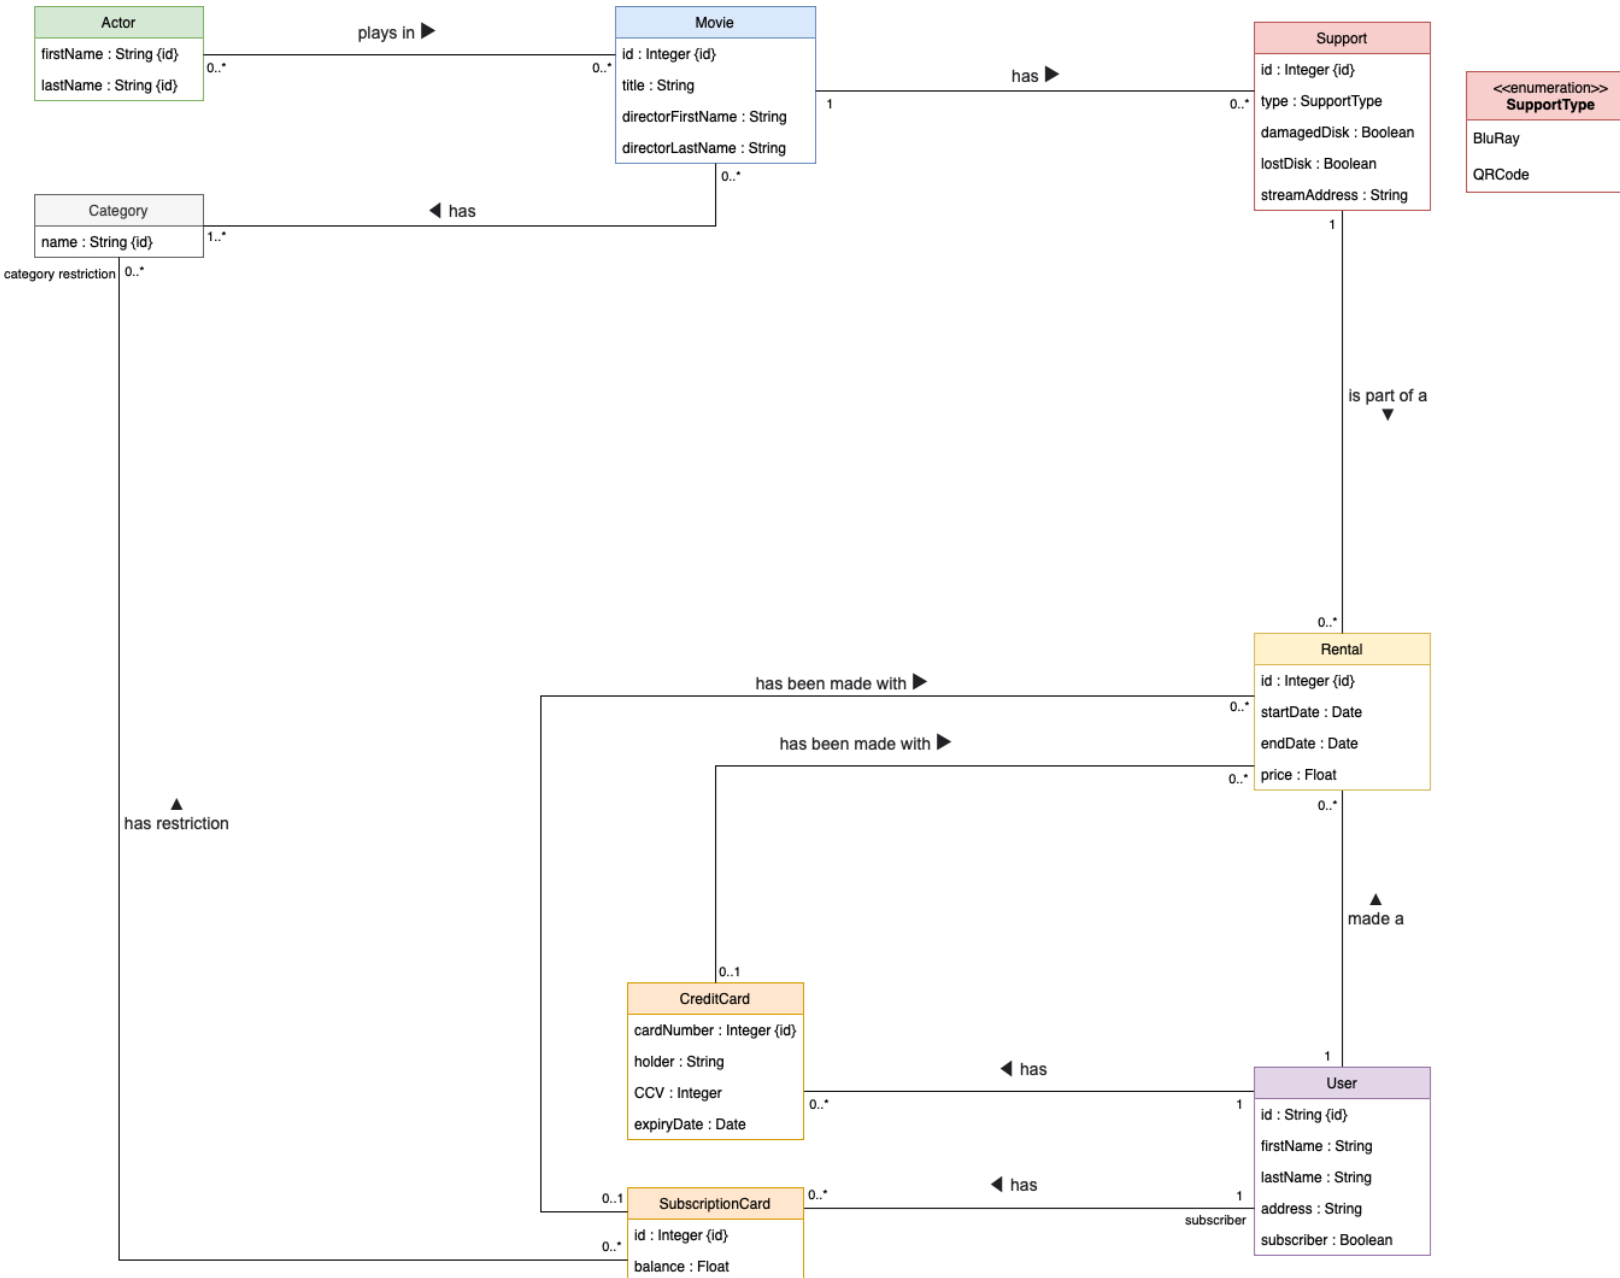 Actor
firstName : String {id}
lastName : String {id}
plays in ▶
0..*
0..*
Movie
id : Integer {id}
title : String
directorFirstName : String
directorLastName : String
has ▶
1
0..*
Support
id : Integer {id}
type : SupportType
damagedDisk : Boolean
lostDisk : Boolean
streamAddress : String
<<enumeration>>
SupportType
BluRay
QRCode
0..*
◀ has
1..*
Category
name : String {id}
category restriction
0..*
1
is part of a
▼
0..*
Rental
id : Integer {id}
startDate : Date
endDate : Date
price : Float
has been made with ▶
0..*
has been made with ▶
0..*
0..*
▲
has restriction
▲
made a
0..1
CreditCard
cardNumber : Integer {id}
holder : String
CCV : Integer
expiryDate : Date
◀ has
0..*
1
1
User
id : String {id}
firstName : String
lastName : String
address : String
subscriber : Boolean
◀ has
0..*
1
subscriber
0..1
SubscriptionCard
id : Integer {id}
balance : Float
0..*